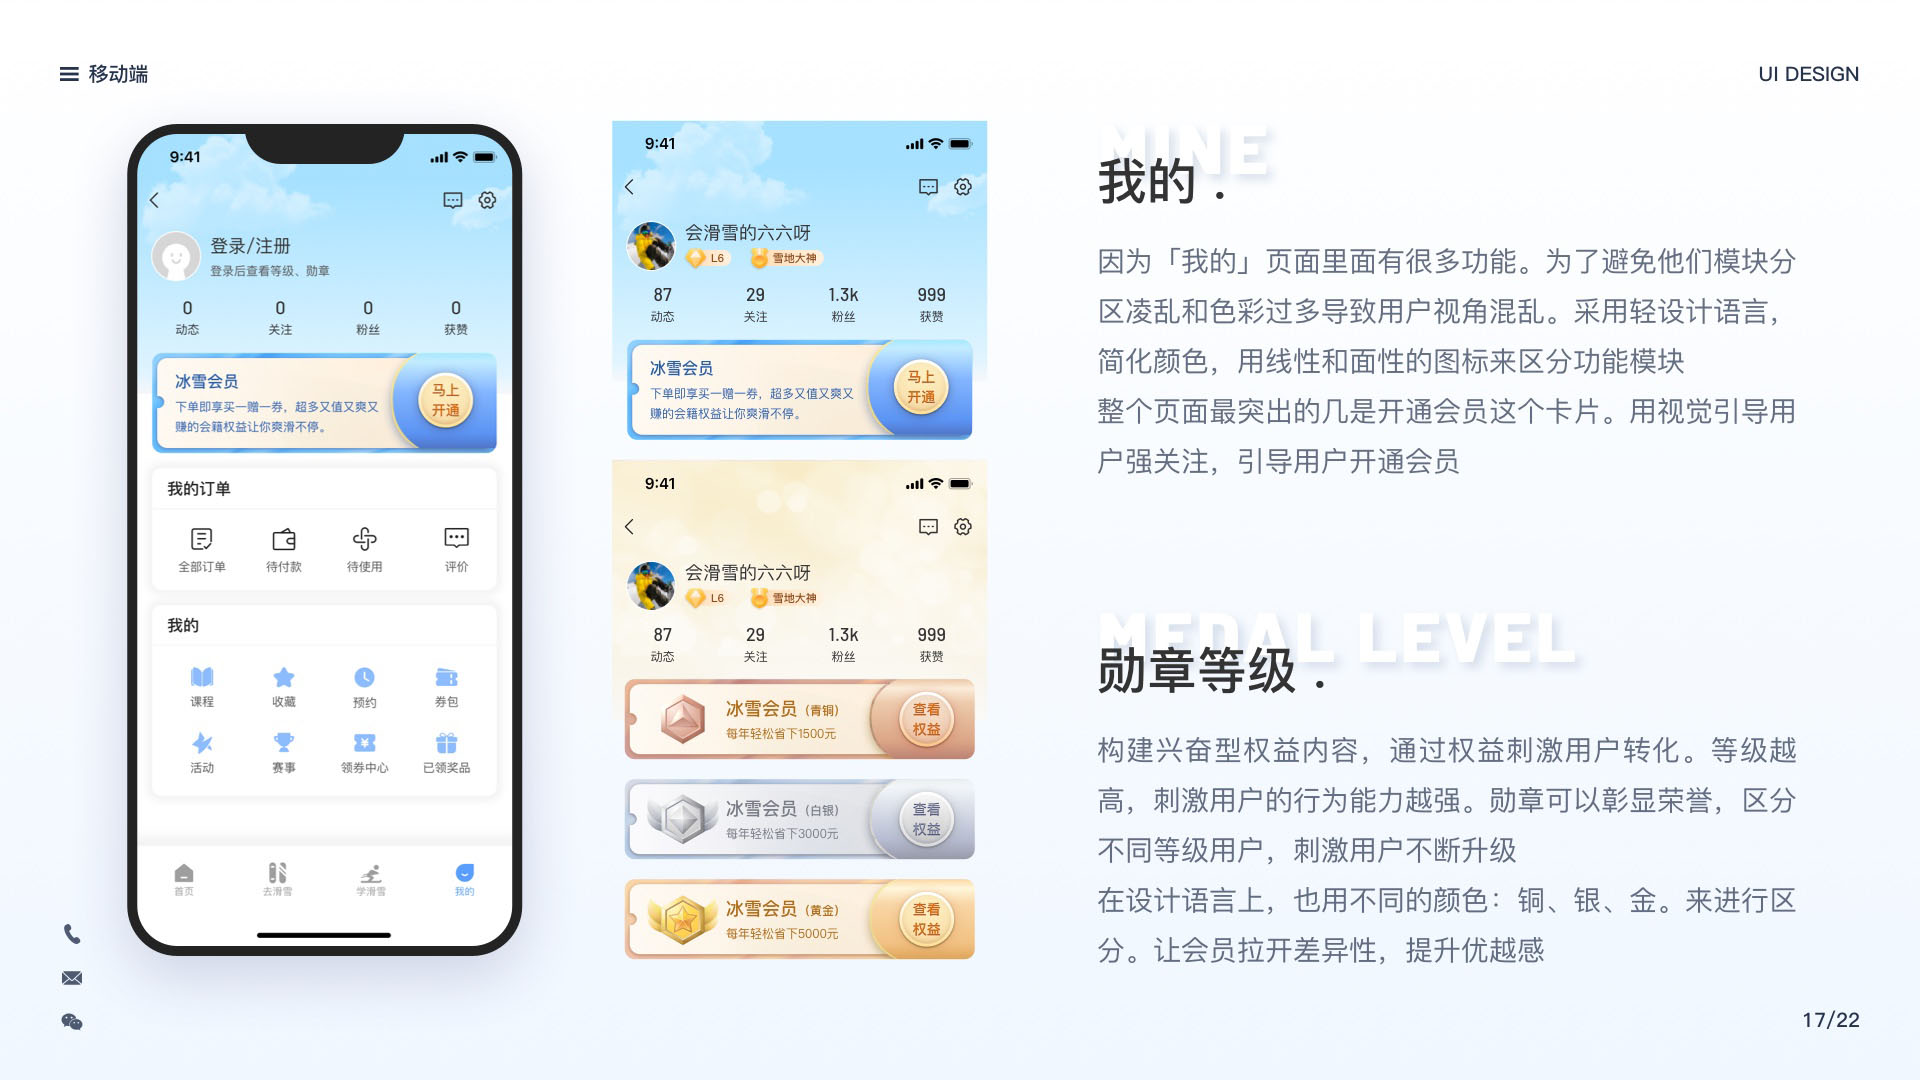 移动端
UI DESIGN
9:41
登录/注册
登录后查看等级、勋章
0 0 0 0
动态 关注 粉丝 获赞
冰雪会员
下单即享买一赠一券，超多又值又爽又
赚的会籍权益让你爽滑不停。
马上
开通
我的订单
全部订单 待付款 待使用 评价
我的
课程 收藏 预约 券包
活动 赛事 领券中心 已领奖品
首页 去滑雪 学滑雪 我的
9:41
会滑雪的六六呀
L6 雪地大神
87 29 1.3k 999
动态 关注 粉丝 获赞
冰雪会员
下单即享买一赠一券，超多又值又爽又
赚的会籍权益让你爽滑不停。
马上
开通
9:41
会滑雪的六六呀
L6 雪地大神
87 29 1.3k 999
动态 关注 粉丝 获赞
冰雪会员（青铜）
每年轻松省下1500元
查看
权益
冰雪会员（白银）
每年轻松省下3000元
查看
权益
冰雪会员（黄金）
每年轻松省下5000元
查看
权益
MINE
我的 .
因为「我的」页面里面有很多功能。为了避免他们模块分
区凌乱和色彩过多导致用户视角混乱。采用轻设计语言，
简化颜色，用线性和面性的图标来区分功能模块
整个页面最突出的几是开通会员这个卡片。用视觉引导用
户强关注，引导用户开通会员
MEDAL LEVEL
勋章等级 .
构建兴奋型权益内容，通过权益刺激用户转化。等级越
高，刺激用户的行为能力越强。勋章可以彰显荣誉，区分
不同等级用户，刺激用户不断升级
在设计语言上，也用不同的颜色：铜、银、金。来进行区
分。让会员拉开差异性，提升优越感
17/22